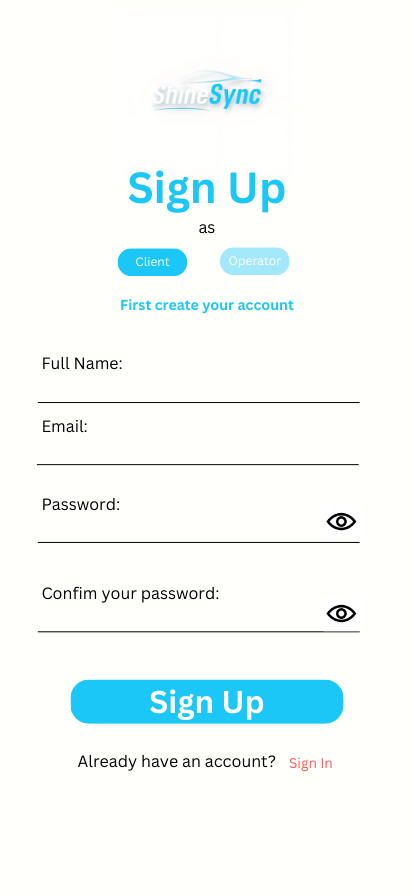 ShineSync
Sign Up
as
Client Operator
First create your account
Full Name:
Email:
Password:
Confim your password:
Sign Up
Already have an account? Sign In